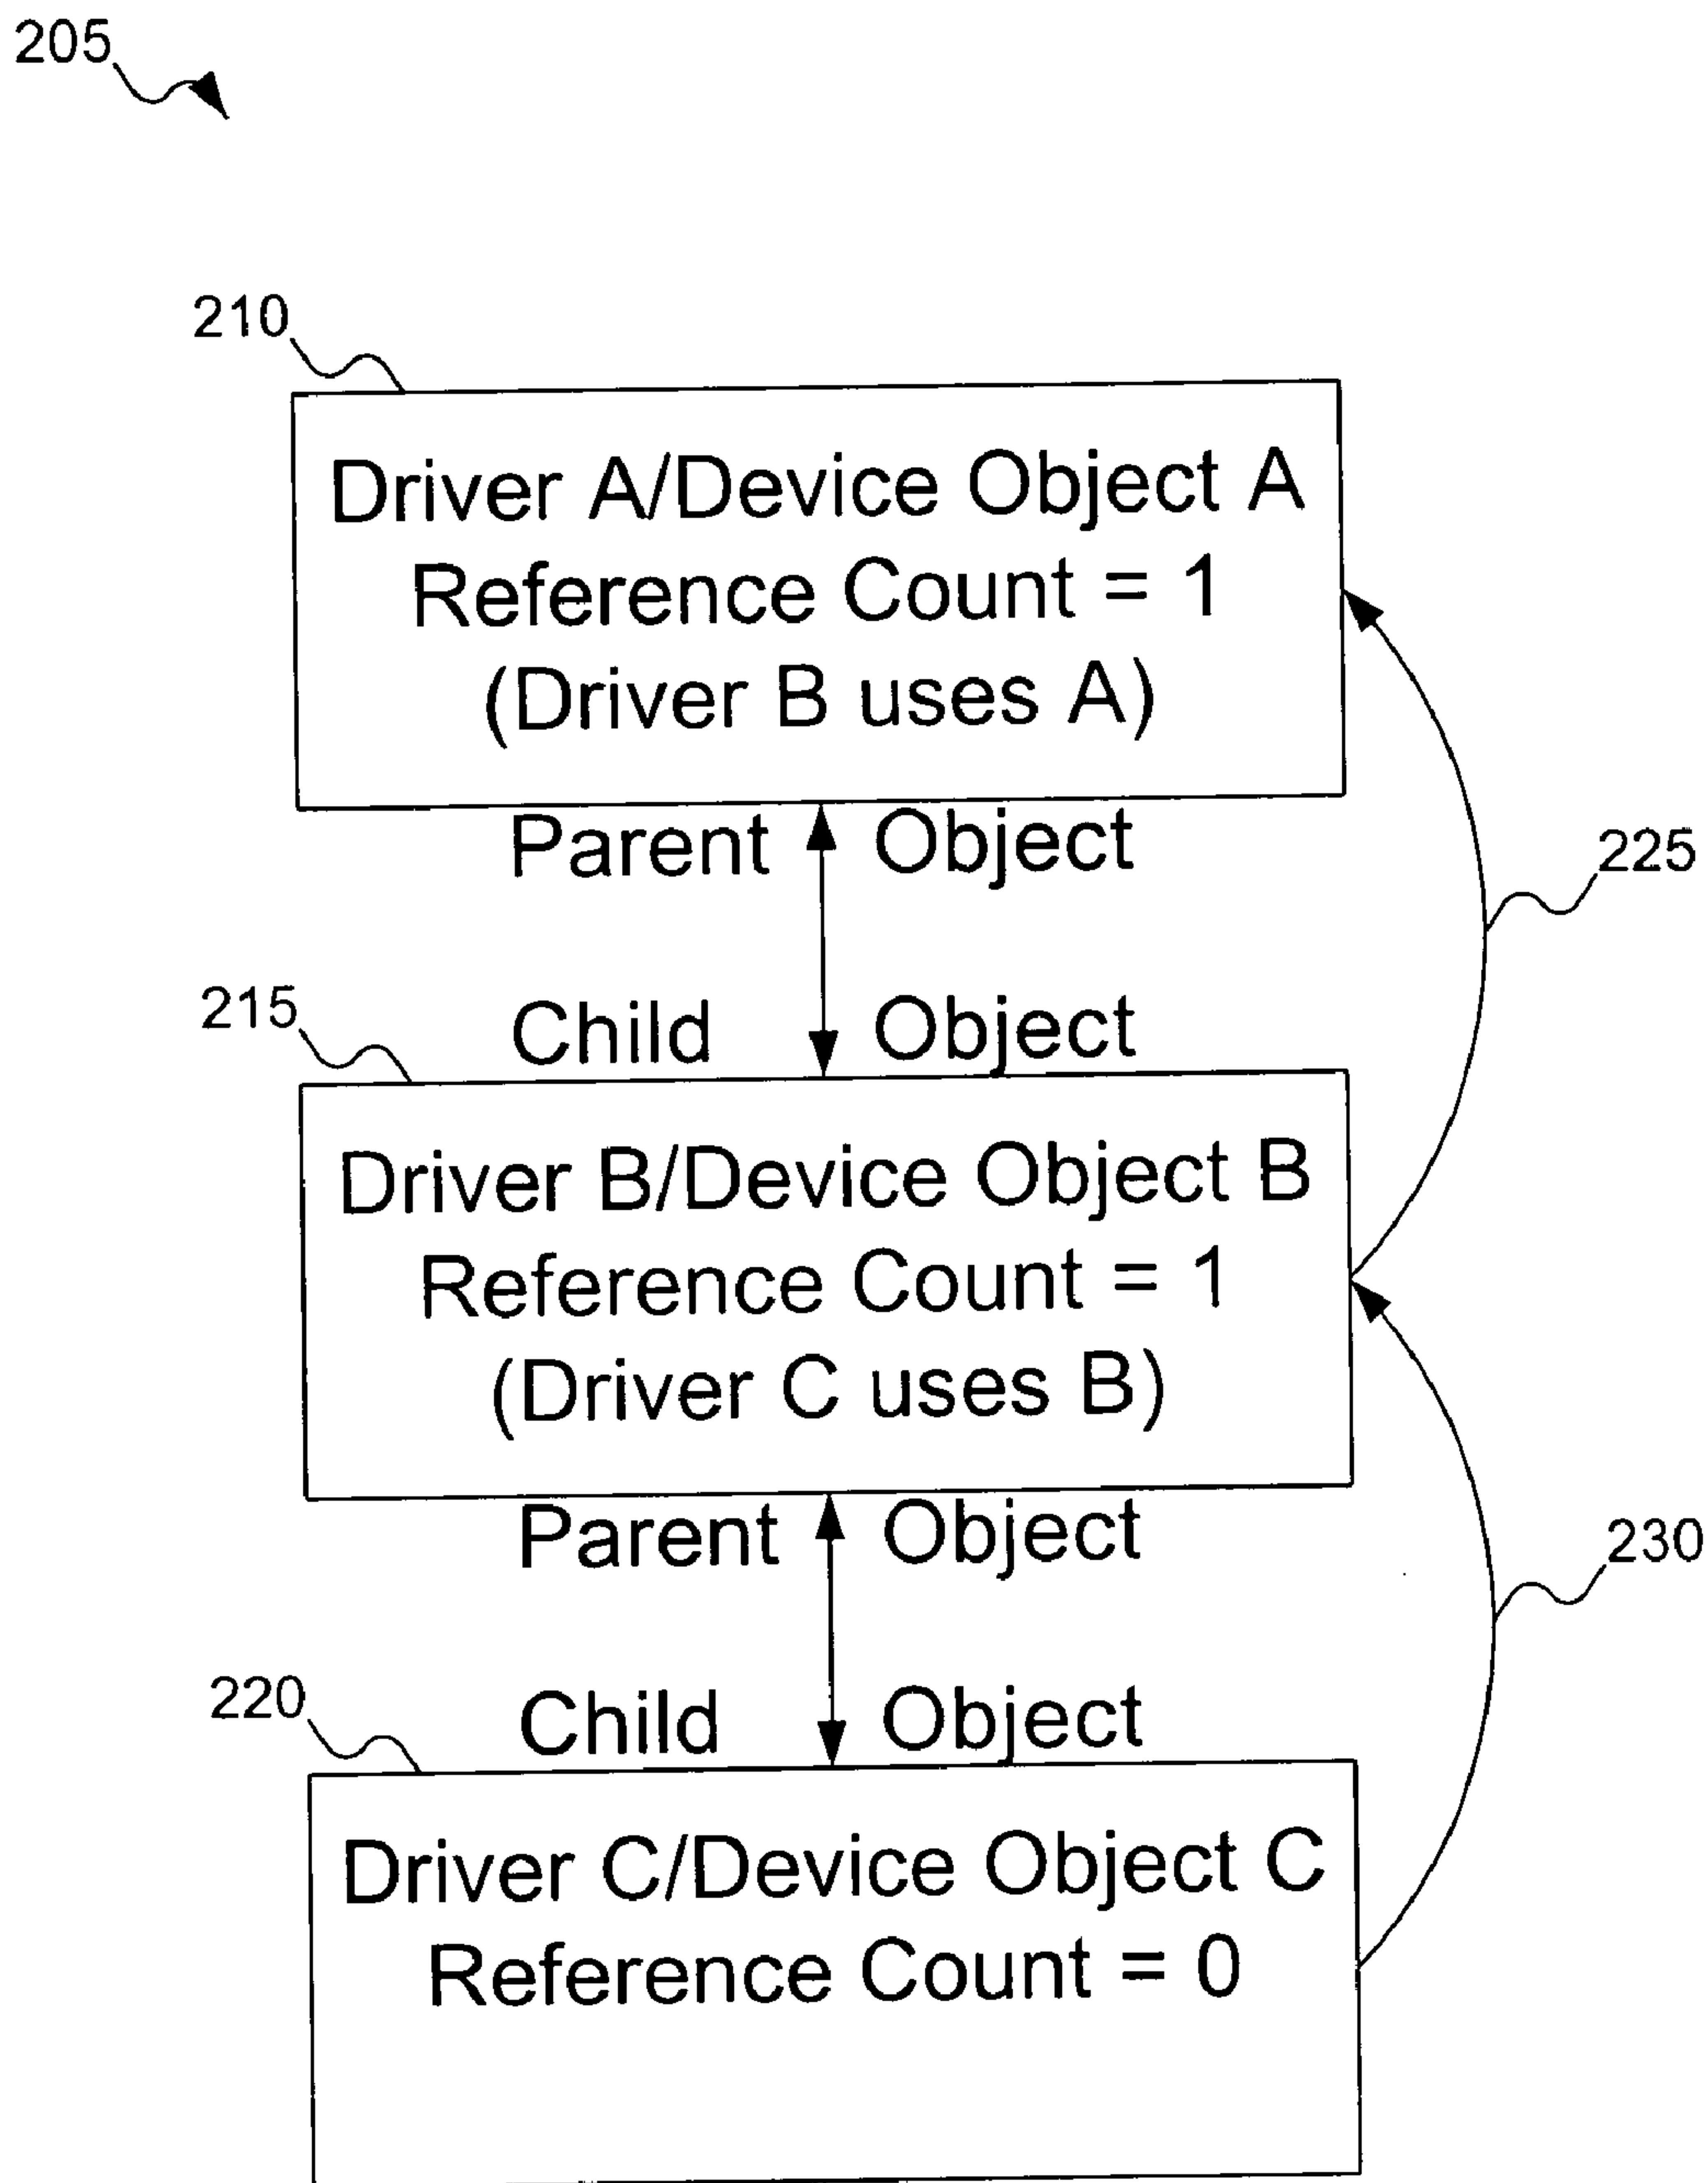 205
210
Driver A/Device Object A
Reference Count = 1
(Driver B uses A)
Parent Object
225
215
Child Object
Driver B/Device Object B
Reference Count = 1
(Driver C uses B)
Parent Object
230
220
Child Object
Driver C/Device Object C
Reference Count = 0